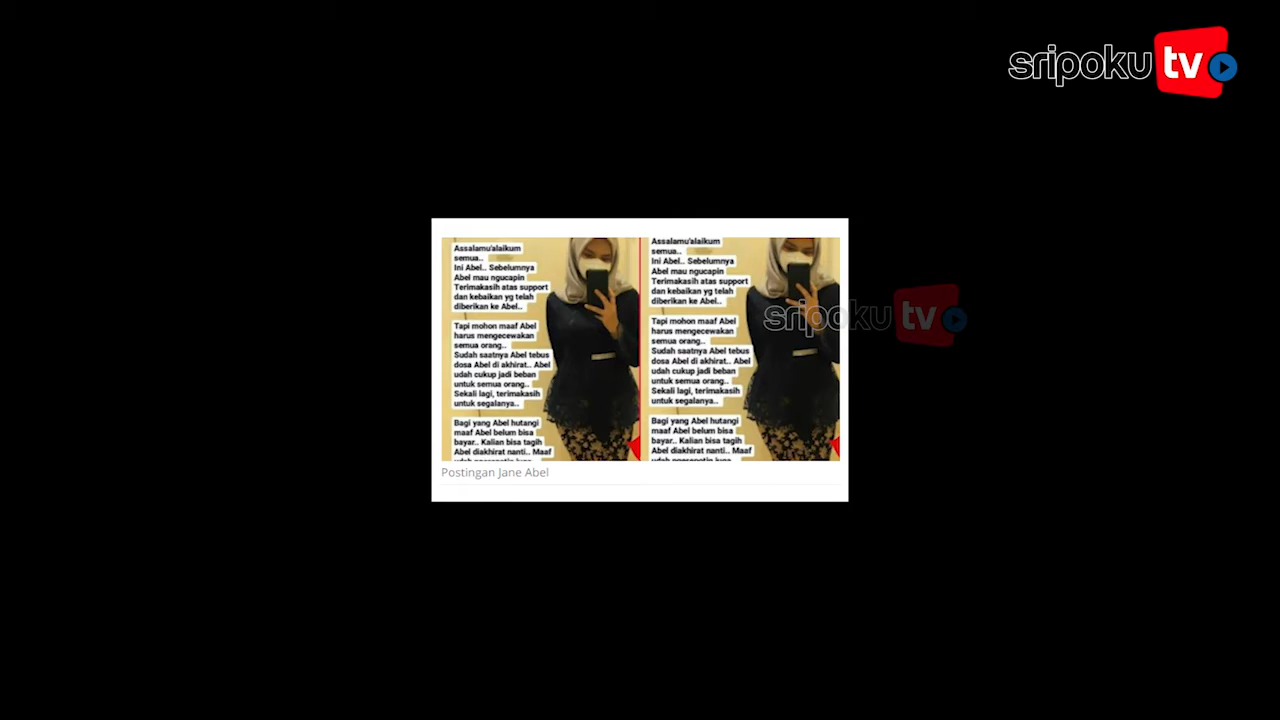 sripoku tv
Assalamu'alaikum
semua..
Ini Abel.. Sebelumnya
Abel mau ngucapin
Terimakasih atas support
dan kebaikan yg telah
diberikan ke Abel..
Tapi mohon maaf Abel
harus mengecewakan
semua orang..
Sudah saatnya Abel tebus
dosa Abel di akhirat.. Abel
udah cukup jadi beban
untuk semua orang..
Sekali lagi, terimakasih
untuk segalanya..
Bagi yang Abel hutangi
maaf Abel belum bisa
bayar.. Kalian bisa tagih
Abel diakhirat nanti.. Maaf
Assalamu'alaikum
semua..
Ini Abel.. Sebelumnya
Abel mau ngucapin
Terimakasih atas support
dan kebaikan yg telah
diberikan ke Abel..
Tapi mohon maaf Abel
harus mengecewakan
semua orang..
Sudah saatnya Abel tebus
dosa Abel di akhirat.. Abel
udah cukup jadi beban
untuk semua orang..
Sekali lagi, terimakasih
untuk segalanya..
Bagi yang Abel hutangi
maaf Abel belum bisa
bayar.. Kalian bisa tagih
Abel diakhirat nanti.. Maaf
sripoku tv
Postingan Jane Abel